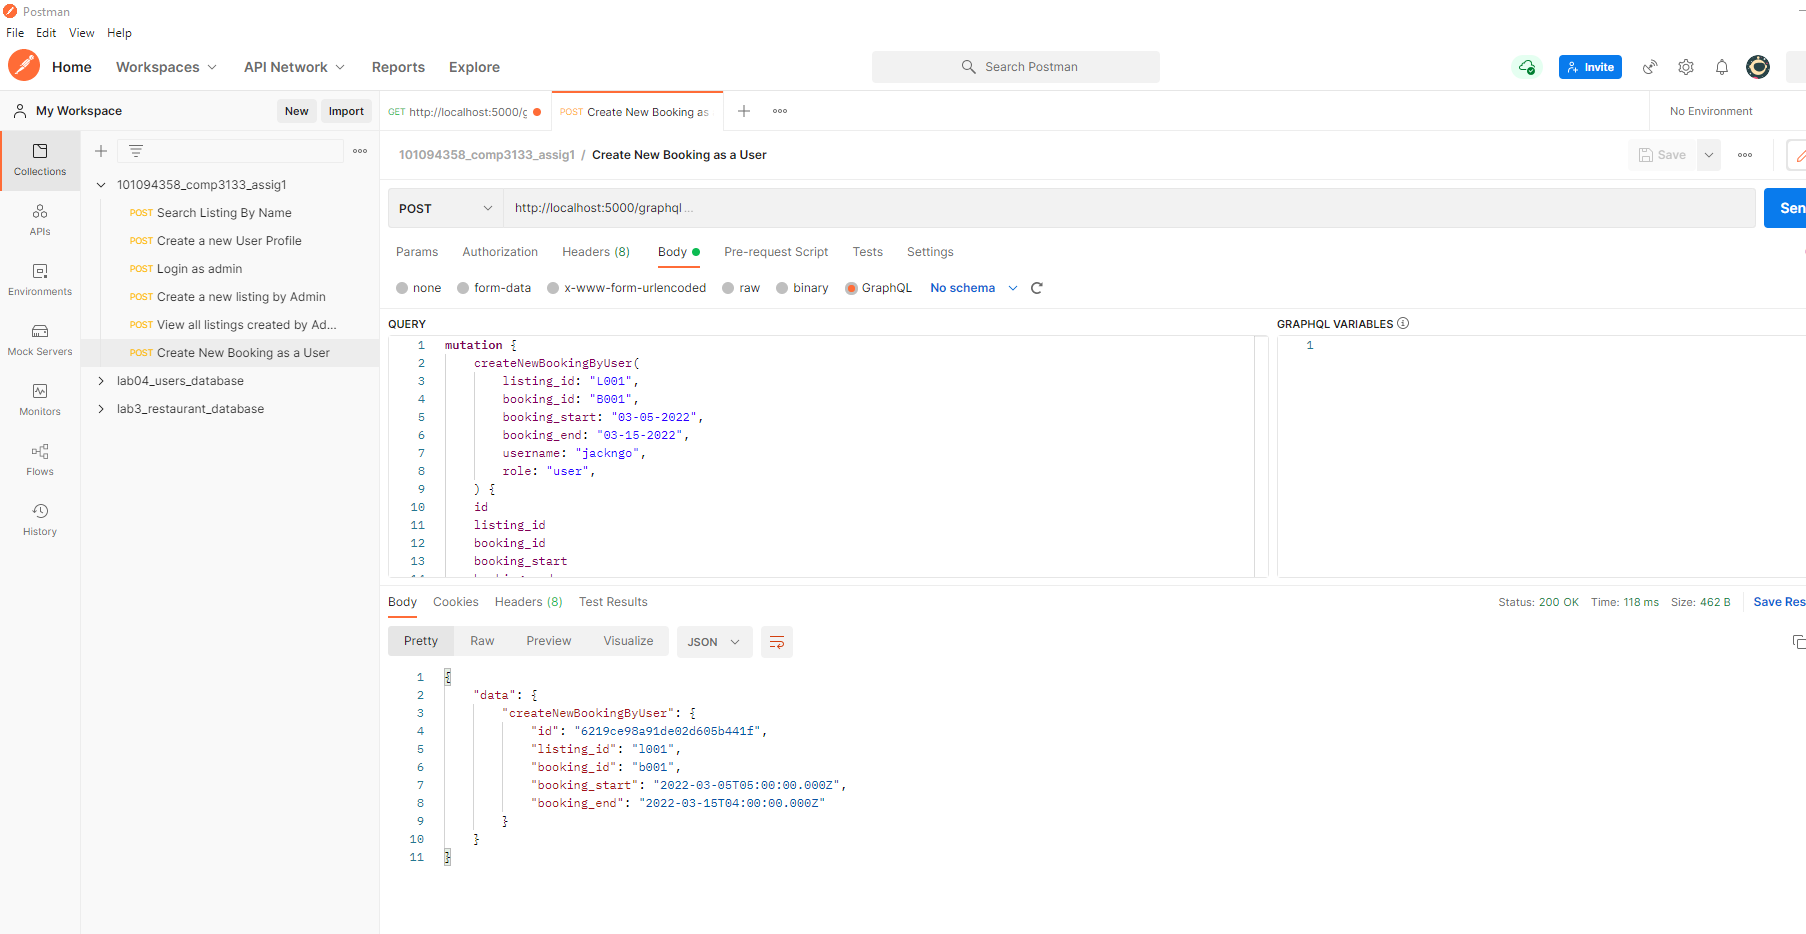 Postman
File Edit View Help
Home Workspaces API Network Reports Explore Search Postman Invite
My Workspace New Import GET http://localhost:5000/g POST Create New Booking as No Environment
101094358_comp3133_assig1 / Create New Booking as a User Save
Collections
APIs
Environments
Mock Servers
Monitors
Flows
History
101094358_comp3133_assig1
POST Search Listing By Name
POST Create a new User Profile
POST Login as admin
POST Create a new listing by Admin
POST View all listings created by Ad...
POST Create New Booking as a User
lab04_users_database
lab3_restaurant_database
POST http://localhost:5000/graphql ... Sen
Params Authorization Headers (8) Body Pre-request Script Tests Settings
none form-data x-www-form-urlencoded raw binary GraphQL No schema
QUERY
1 mutation {
2 createNewBookingByUser(
3 listing_id: "L001",
4 booking_id: "B001",
5 booking_start: "03-05-2022",
6 booking_end: "03-15-2022",
7 username: "jackngo",
8 role: "user",
9 ) {
10 id
11 listing_id
12 booking_id
13 booking_start
GRAPHQL VARIABLES
1
Body Cookies Headers (8) Test Results Status: 200 OK Time: 118 ms Size: 462 B Save Res
Pretty Raw Preview Visualize JSON
1 {
2 "data": {
3 "createNewBookingByUser": {
4 "id": "6219ce98a91de02d605b441f",
5 "listing_id": "l001",
6 "booking_id": "b001",
7 "booking_start": "2022-03-05T05:00:00.000Z",
8 "booking_end": "2022-03-15T04:00:00.000Z"
9 }
10 }
11 }